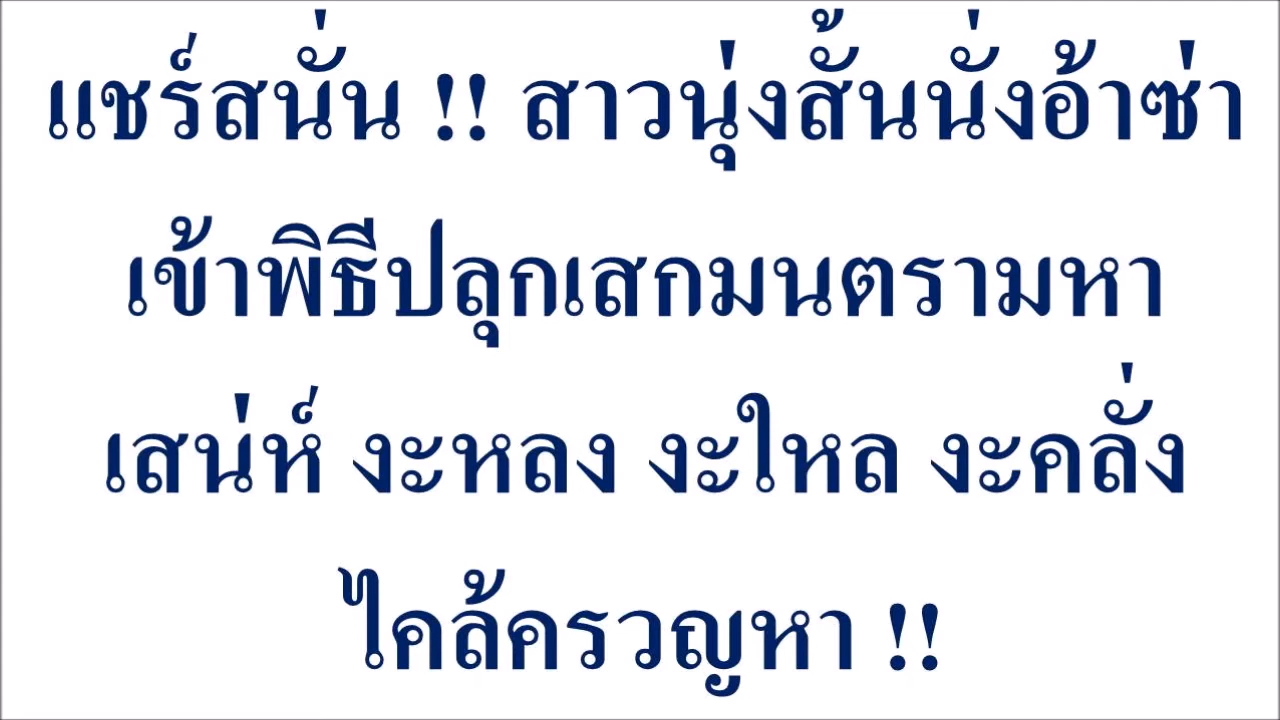 แชร์สนั่น !! สาวนุ่งสั้นนั่งอ้าซ่า
เข้าพิธีปลุกเสกมนตรามหา
เสน่ห์ งะหลง งะใหล งะคลั่ง
ไคล้ครวญหา !!